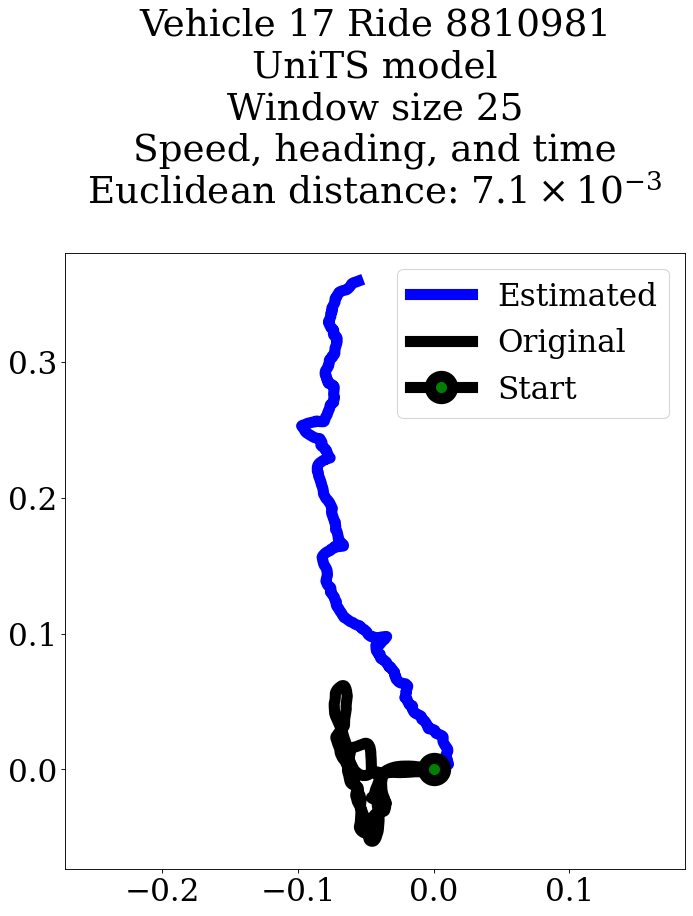 Vehicle 17 Ride 8810981
UniTS model
Window size 25
Speed, heading, and time
Euclidean distance: 7.1 × 10⁻³
Estimated
Original
Start
0.3
0.2
0.1
0.0
−0.2 −0.1 0.0 0.1